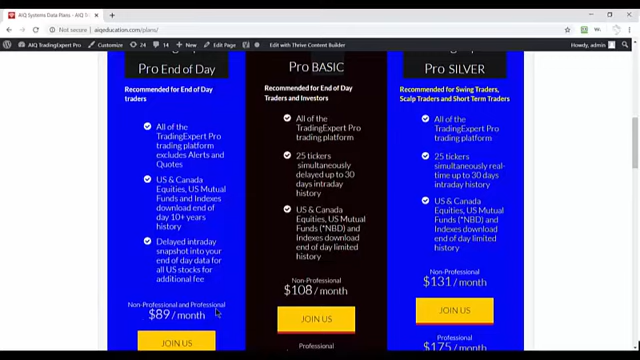 AIQ Systems Data Plans - AIQ Tr
Not secure | aiqeducation.com/plans/
AIQ TradingExpert Pro
Customize
24
14
New
Edit Page
Edit with Thrive Content Builder
Howdy, admin
Pro End of Day
Recommended for End of Day
traders
All of the
TradingExpert Pro
trading platform
excludes Alerts and
Quotes
US & Canada
Equities, US Mutual
Funds and Indexes
download end of
day 10+ years
history
Delayed intraday
snapshot into your
end of day data for
all US stocks for
additional fee
Non-Professional and Professional
$89 / month
JOIN US
Pro BASIC
Recommended for End of Day
Traders and Investors
All of the
TradingExpert Pro
trading platform
25 tickers
simultaneously
delayed up to 30
days intraday
history
US & Canada
Equities, US Mutual
Funds (*NBD) and
Indexes download
end of day limited
history
Non-Professional
$108 / month
JOIN US
Professional
Pro SILVER
Recommended for Swing Traders,
Scalp Traders and Short Term Traders
All of the
TradingExpert Pro
trading platform
25 tickers
simultaneously real-
time up to 30 days
intraday history
US & Canada
Equities, US Mutual
Funds (*NBD) and
Indexes download
end of day limited
history
Non-Professional
$131 / month
JOIN US
Professional
$175 / month